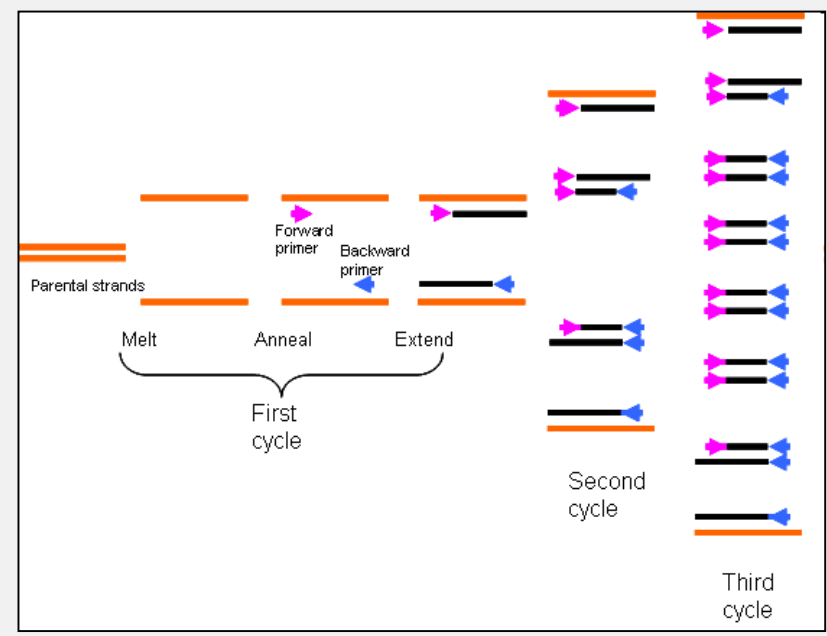 Forward
primer
Backward
primer
Parental strands
Melt
Anneal
Extend
First
cycle
Second
cycle
Third
cycle